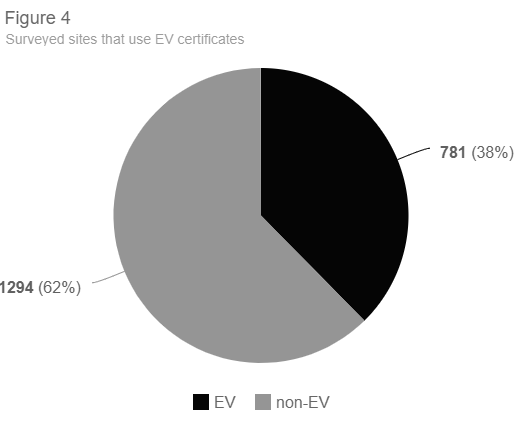 Figure 4
Surveyed sites that use EV certificates
781 (38%)
1294 (62%)
EV
non-EV